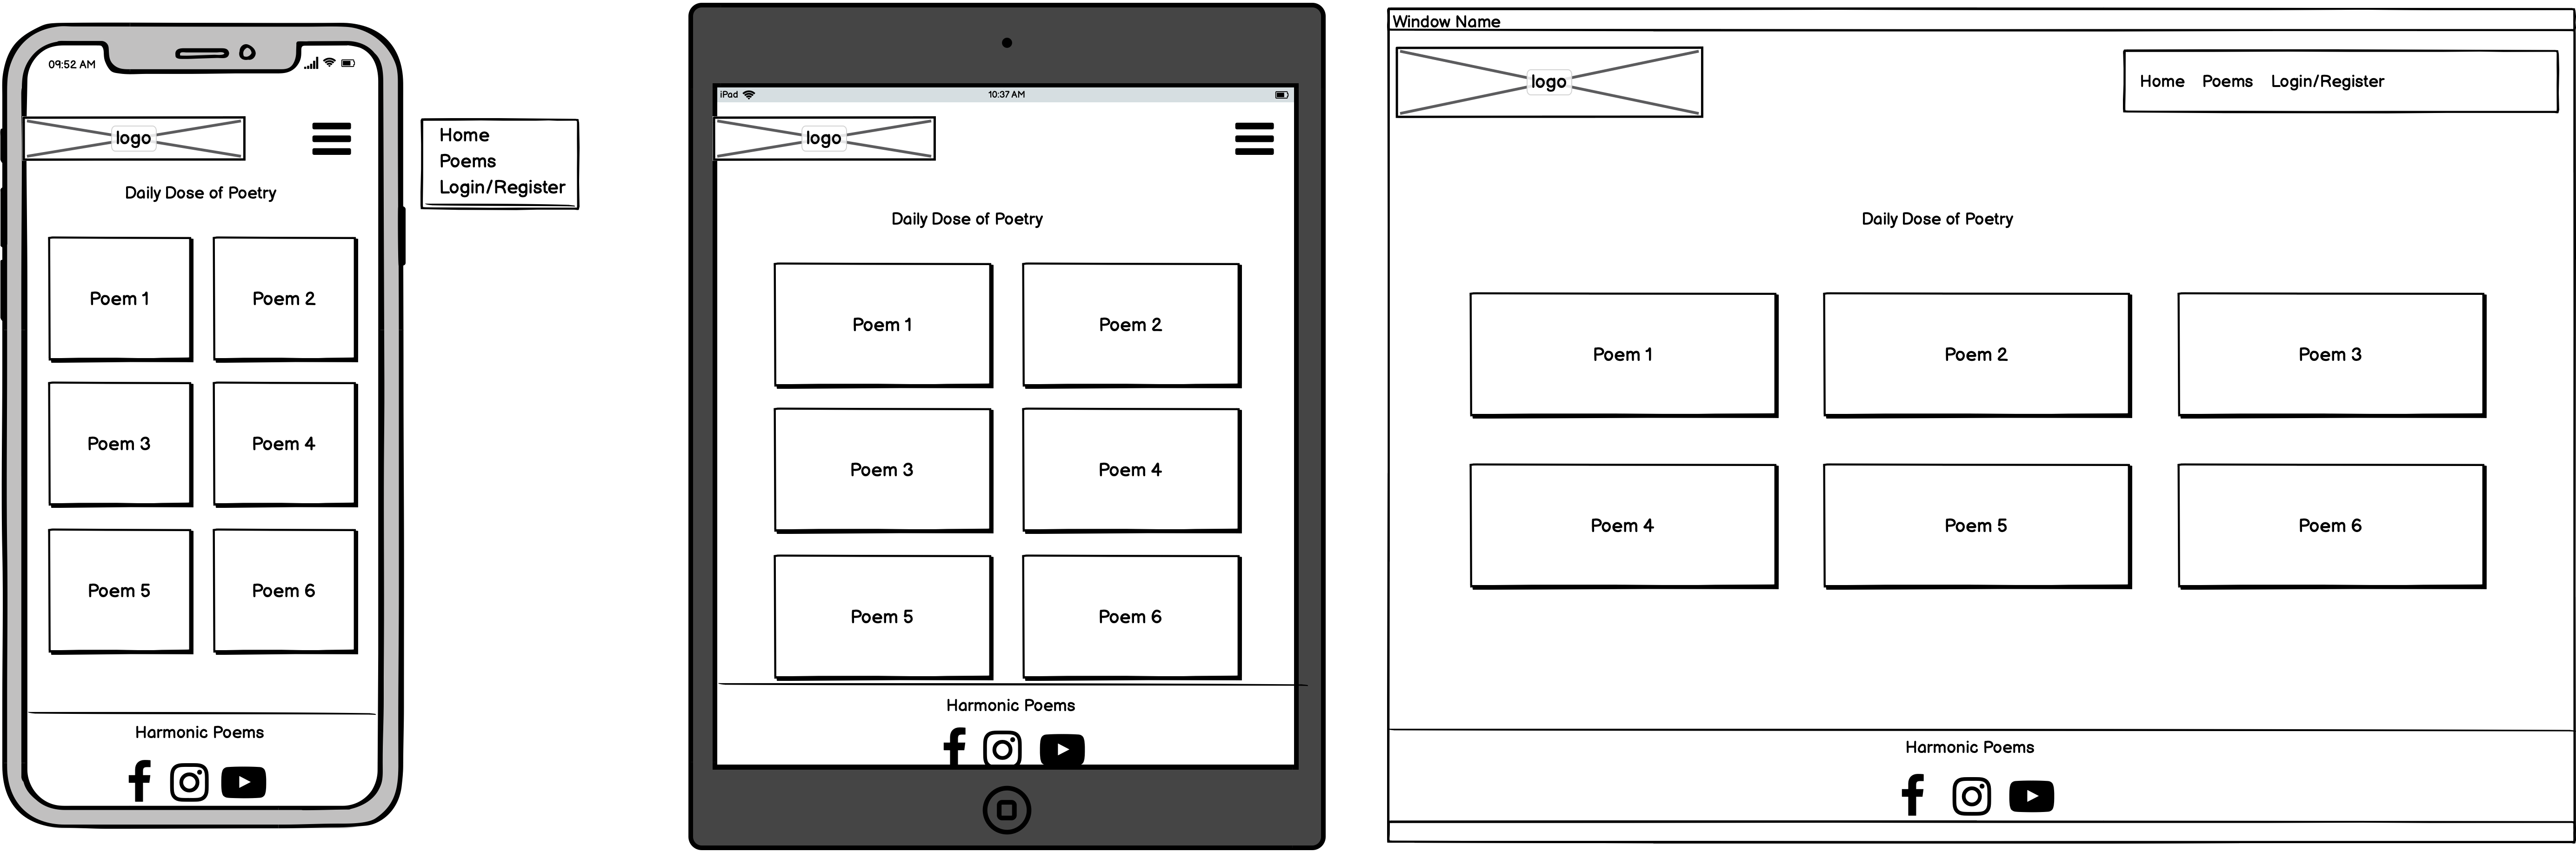 09:52 AM
logo
Daily Dose of Poetry
Poem 1 Poem 2
Poem 3 Poem 4
Poem 5 Poem 6
Harmonic Poems
Home
Poems
Login/Register
iPad 10:37 AM
logo
Daily Dose of Poetry
Poem 1 Poem 2
Poem 3 Poem 4
Poem 5 Poem 6
Harmonic Poems
Window Name
logo
Home Poems Login/Register
Daily Dose of Poetry
Poem 1 Poem 2 Poem 3
Poem 4 Poem 5 Poem 6
Harmonic Poems